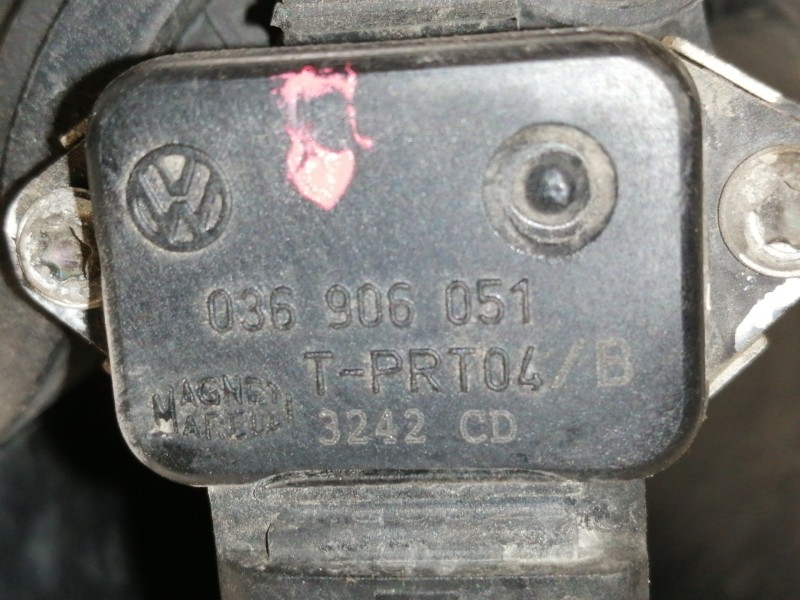 VW
036 906 051
T-PRT04/B
MAGNETI
MARELLI
3242 CD